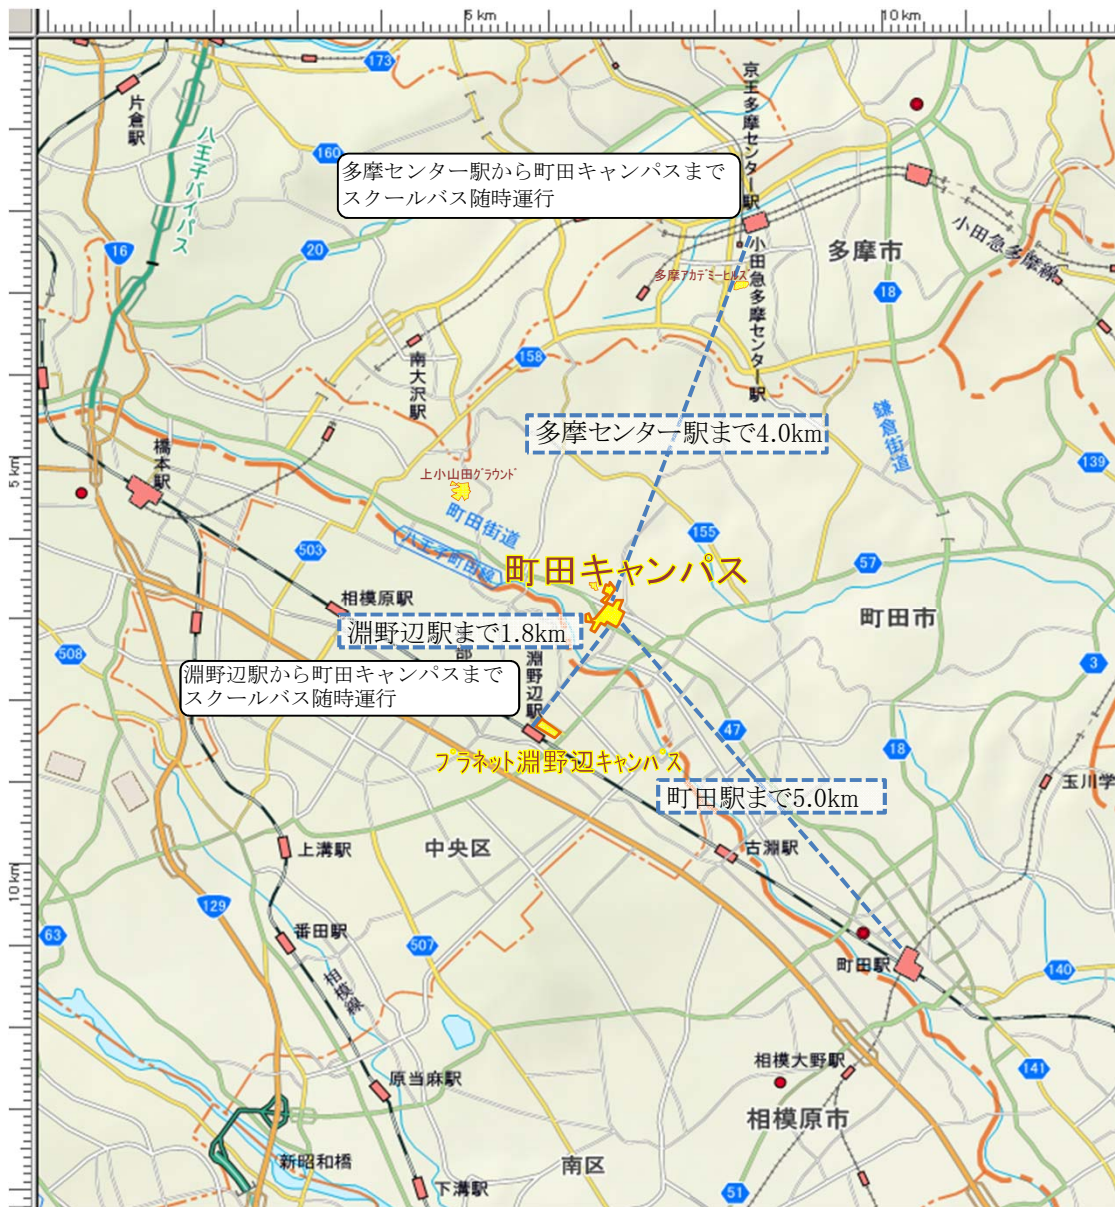 5 km
10 km
173
京王多摩センター駅
片倉駅
八王子バイパス
160
多摩センター駅から町田キャンパスまで
スクールバス随時運行
16
20
多摩市
小田急多摩線
多摩アカデミーヒルズ
小田急多摩センター駅
18
158
南大沢駅
鎌倉街道
多摩センター駅まで4.0km
橋本駅
139
5 km
上小山田グラウンド
町田街道
155
503
(八王子町田線)
57
町田キャンパス
相模原駅
町田市
淵野辺駅まで1.8km
部
508
淵野辺駅
3
淵野辺駅から町田キャンパスまで
スクールバス随時運行
47
18
プラネット淵野辺キャンパス
玉川学
町田駅まで5.0km
上溝駅
中央区
古淵駅
10 km
129
63
番田駅
507
町田駅
140
相模線
相模大野駅
141
原当麻駅
相模原市
新昭和橋
南区
下溝駅
51